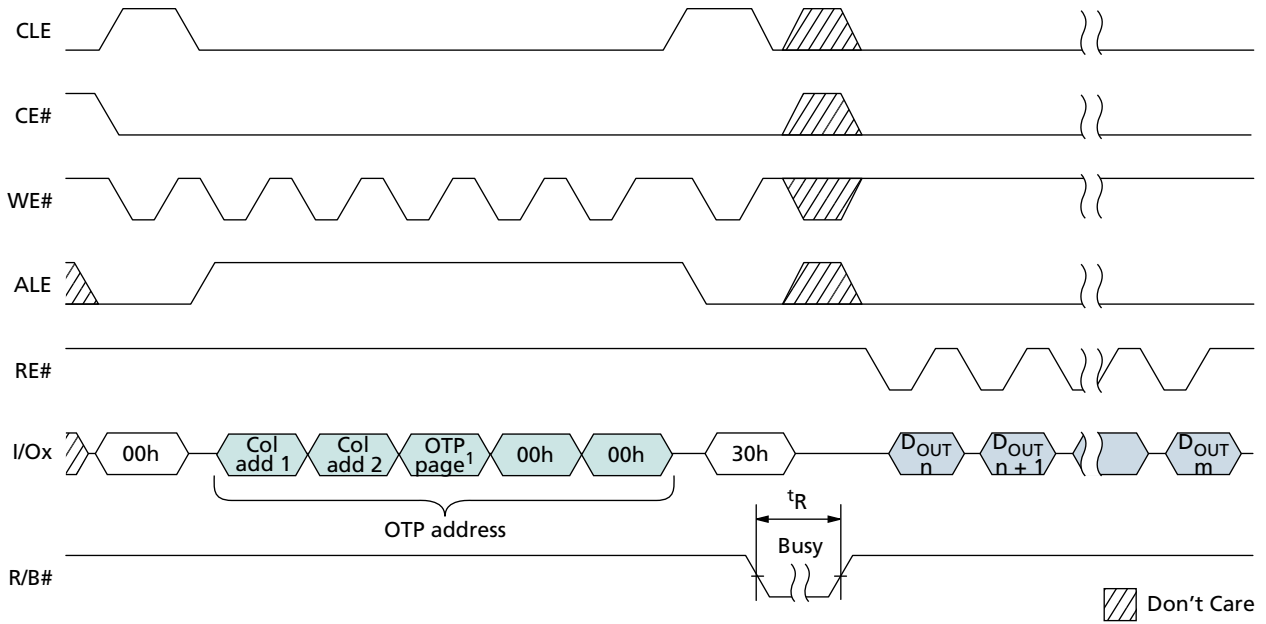 CLE
CE#
WE#
ALE
RE#
I/Ox
00h
Col
add 1
Col
add 2
OTP
page1
00h
00h
30h
DOUT
n
DOUT
n + 1
DOUT
m
OTP address
tR
Busy
R/B#
Don't Care